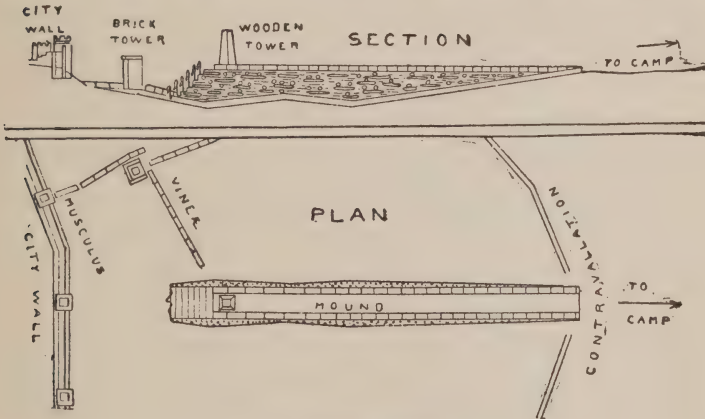 CITY
WALL
BRICK
TOWER
WOODEN
TOWER
SECTION
TO CAMP
MUSCULUS
VINEÆ
PLAN
CITY WALL
MOUND
CONTRAVALLATION
TO
CAMP